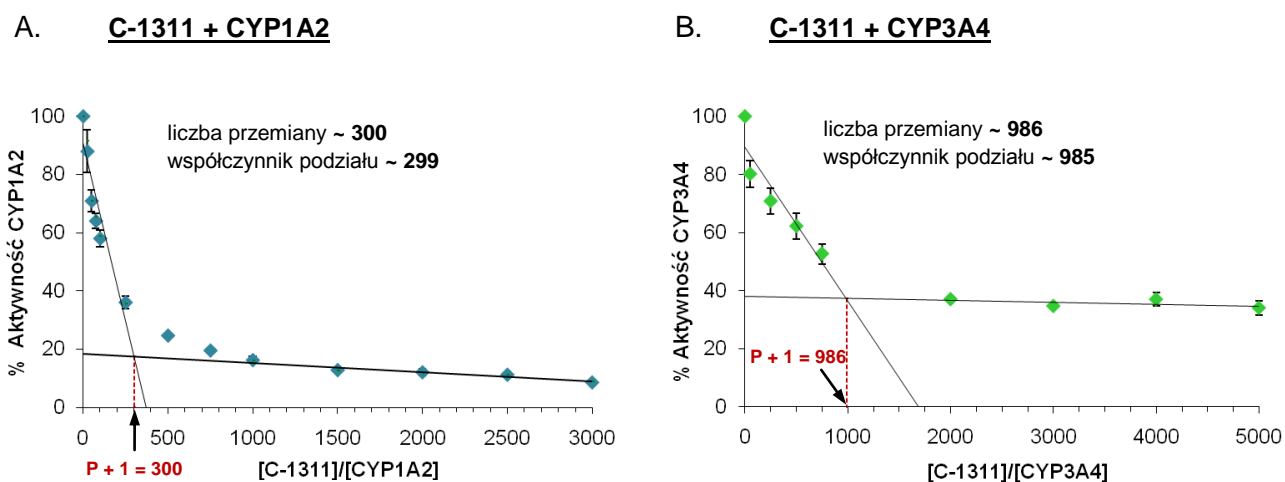 A. C-1311 + CYP1A2
liczba przemiany ~ 300
współczynnik podziału ~ 299
% Aktywność CYP1A2
100
80
60
40
20
0
0 500 1000 1500 2000 2500 3000
P + 1 = 300
[C-1311]/[CYP1A2]
B. C-1311 + CYP3A4
liczba przemiany ~ 986
współczynnik podziału ~ 985
% Aktywność CYP3A4
100
80
60
40
20
0
P + 1 = 986
0 1000 2000 3000 4000 5000
[C-1311]/[CYP3A4]